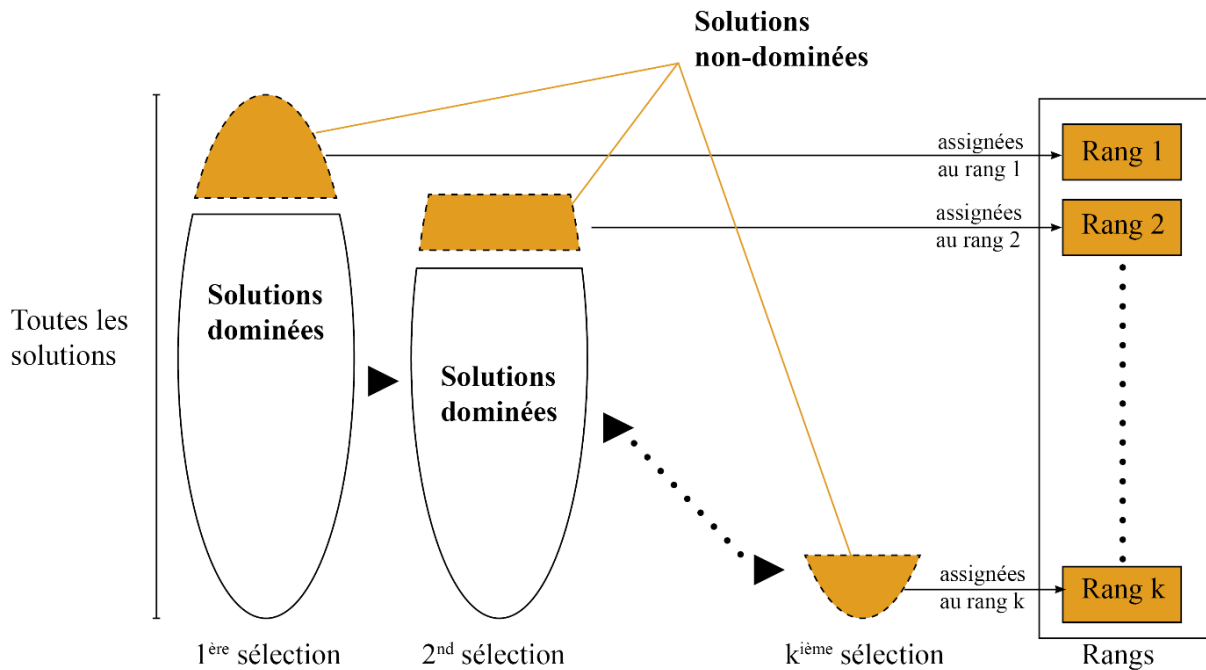 Solutions
non-dominées
assignées
au rang 1
Rang 1
assignées
au rang 2
Rang 2
Solutions
dominées
Toutes les
solutions
Solutions
dominées
assignées
au rang k
Rang k
1ère sélection
2nd sélection
kième sélection
Rangs